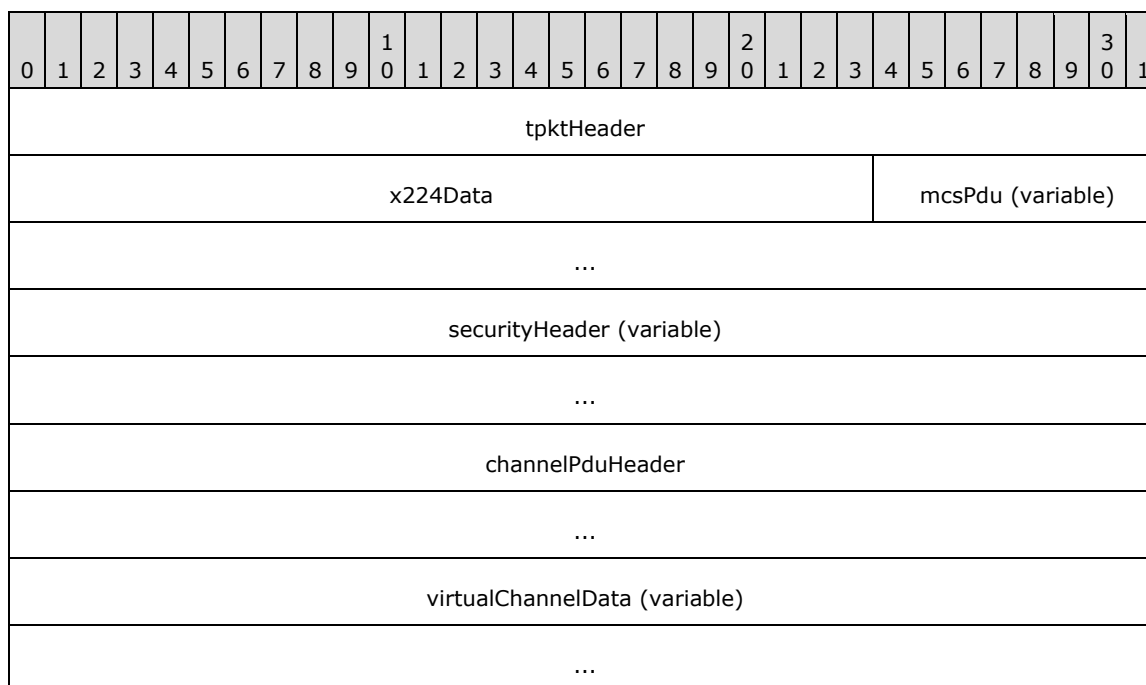 1 2 3
0 1 2 3 4 5 6 7 8 9 0 1 2 3 4 5 6 7 8 9 0 1 2 3 4 5 6 7 8 9 0 1
tpktHeader
x224Data mcsPdu (variable)
...
securityHeader (variable)
...
channelPduHeader
...
virtualChannelData (variable)
...